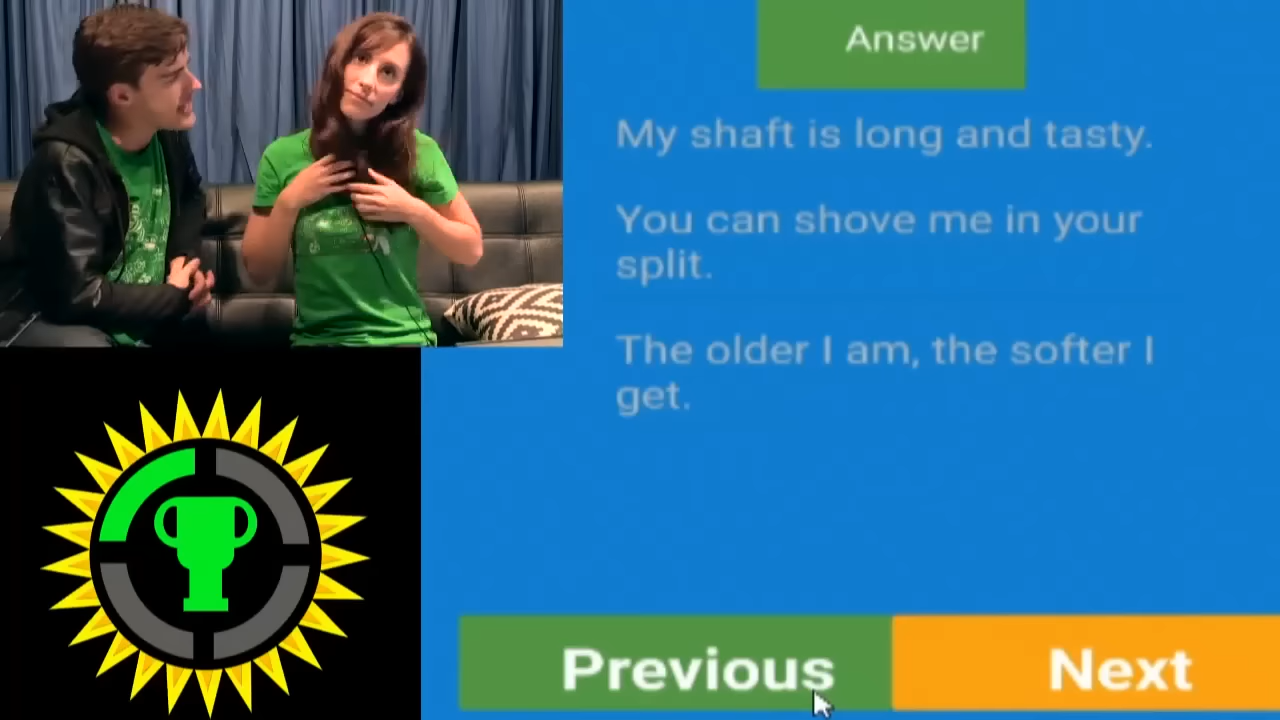 Answer
My shaft is long and tasty.
You can shove me in your
split.
The older I am, the softer I
get.
Previous
Next